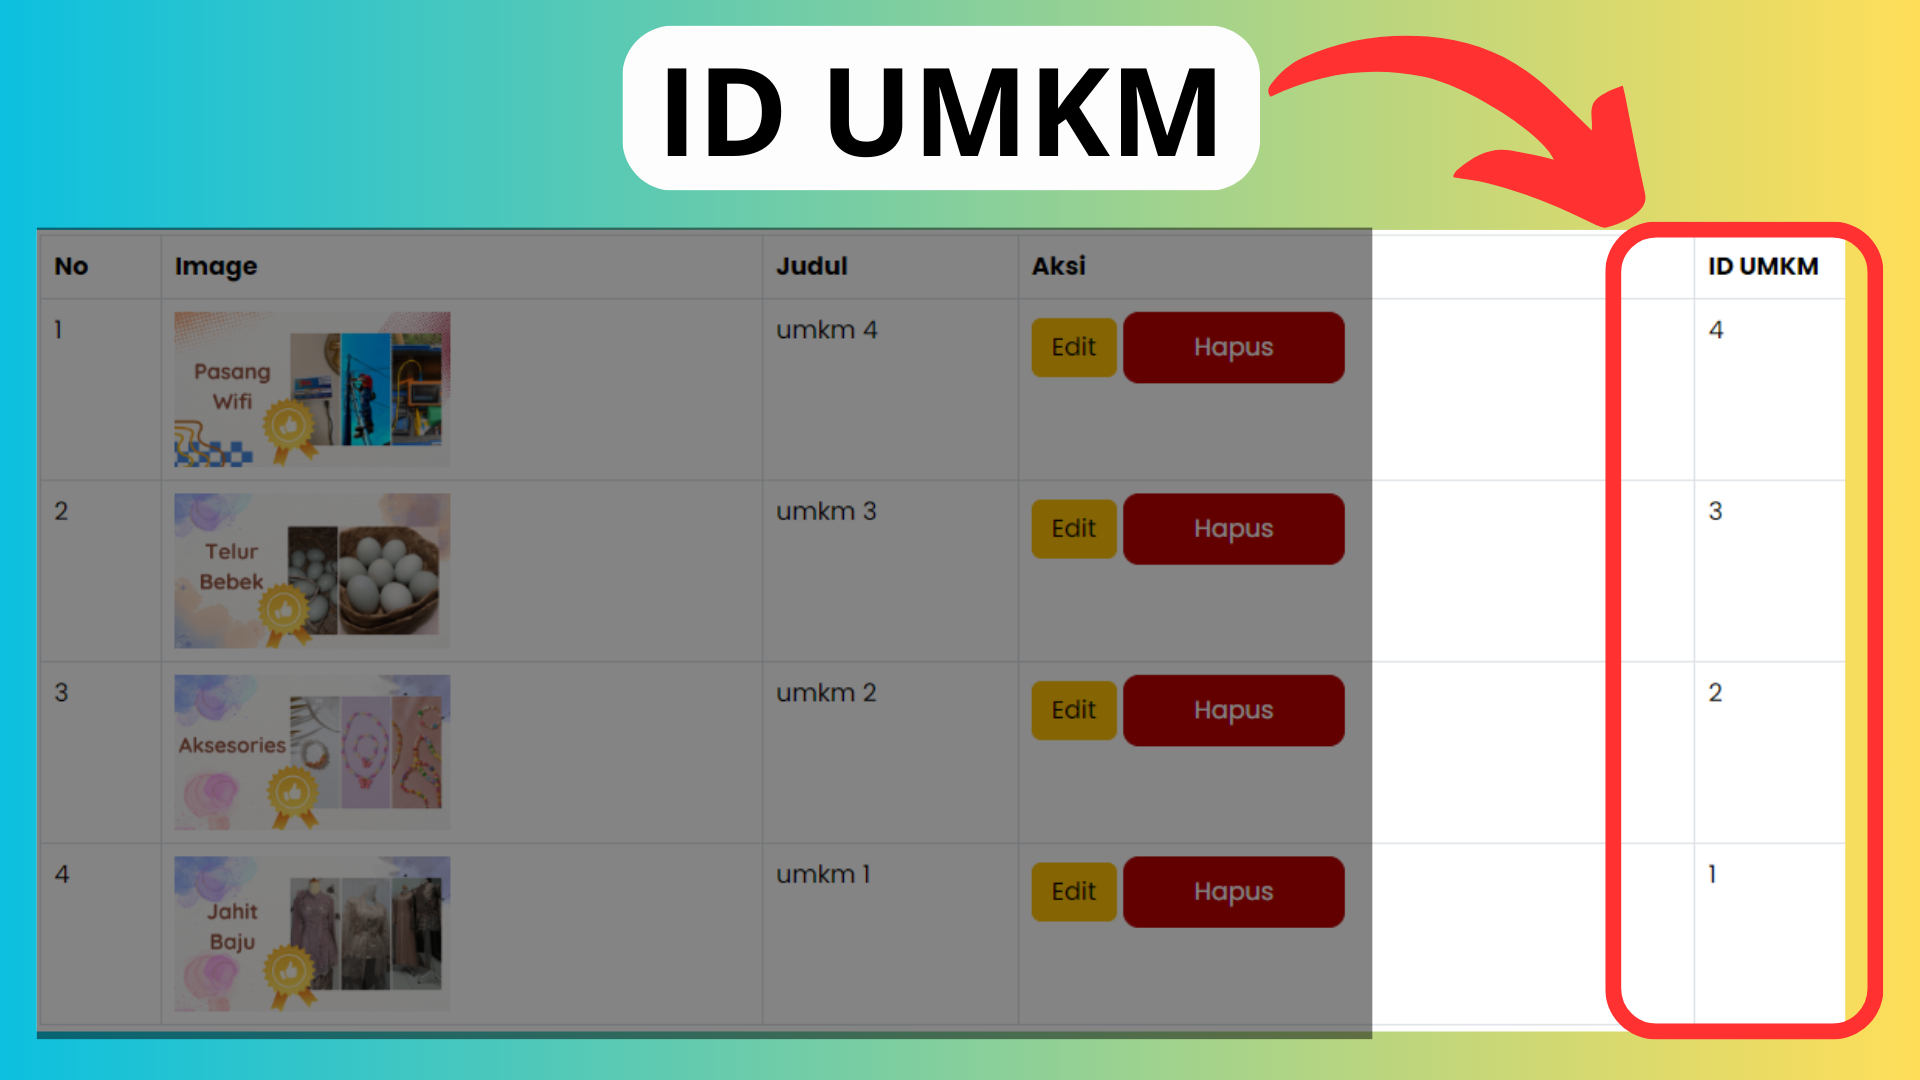 ID UMKM
No Image Judul Aksi ID UMKM
1 umkm 4 Edit Hapus 4
Pasang
Wifi
2 umkm 3 Edit Hapus 3
Telur
Bebek
3 umkm 2 Edit Hapus 2
Aksesories
4 umkm 1 Edit Hapus 1
Jahit
Baju